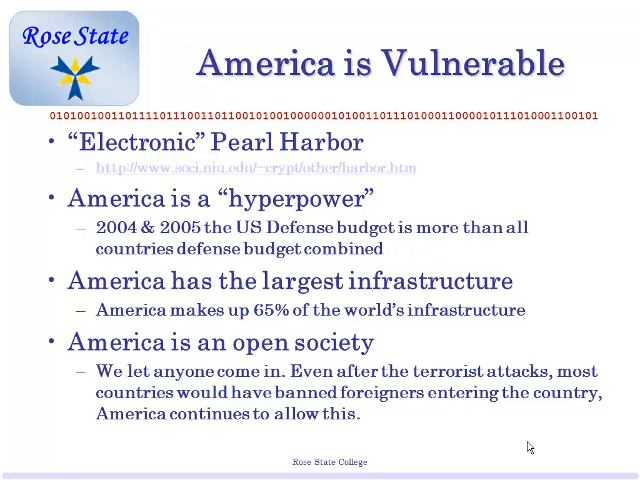 Rose State
America is Vulnerable
01010010011011110111001101100101001000000101001101110100011000010111010001100101
• “Electronic” Pearl Harbor
– http://www.soci.niu.edu/~crypt/other/harbor.htm
• America is a “hyperpower”
– 2004 & 2005 the US Defense budget is more than all
countries defense budget combined
• America has the largest infrastructure
– America makes up 65% of the world’s infrastructure
• America is an open society
– We let anyone come in. Even after the terrorist attacks, most
countries would have banned foreigners entering the country,
America continues to allow this.
Rose State College